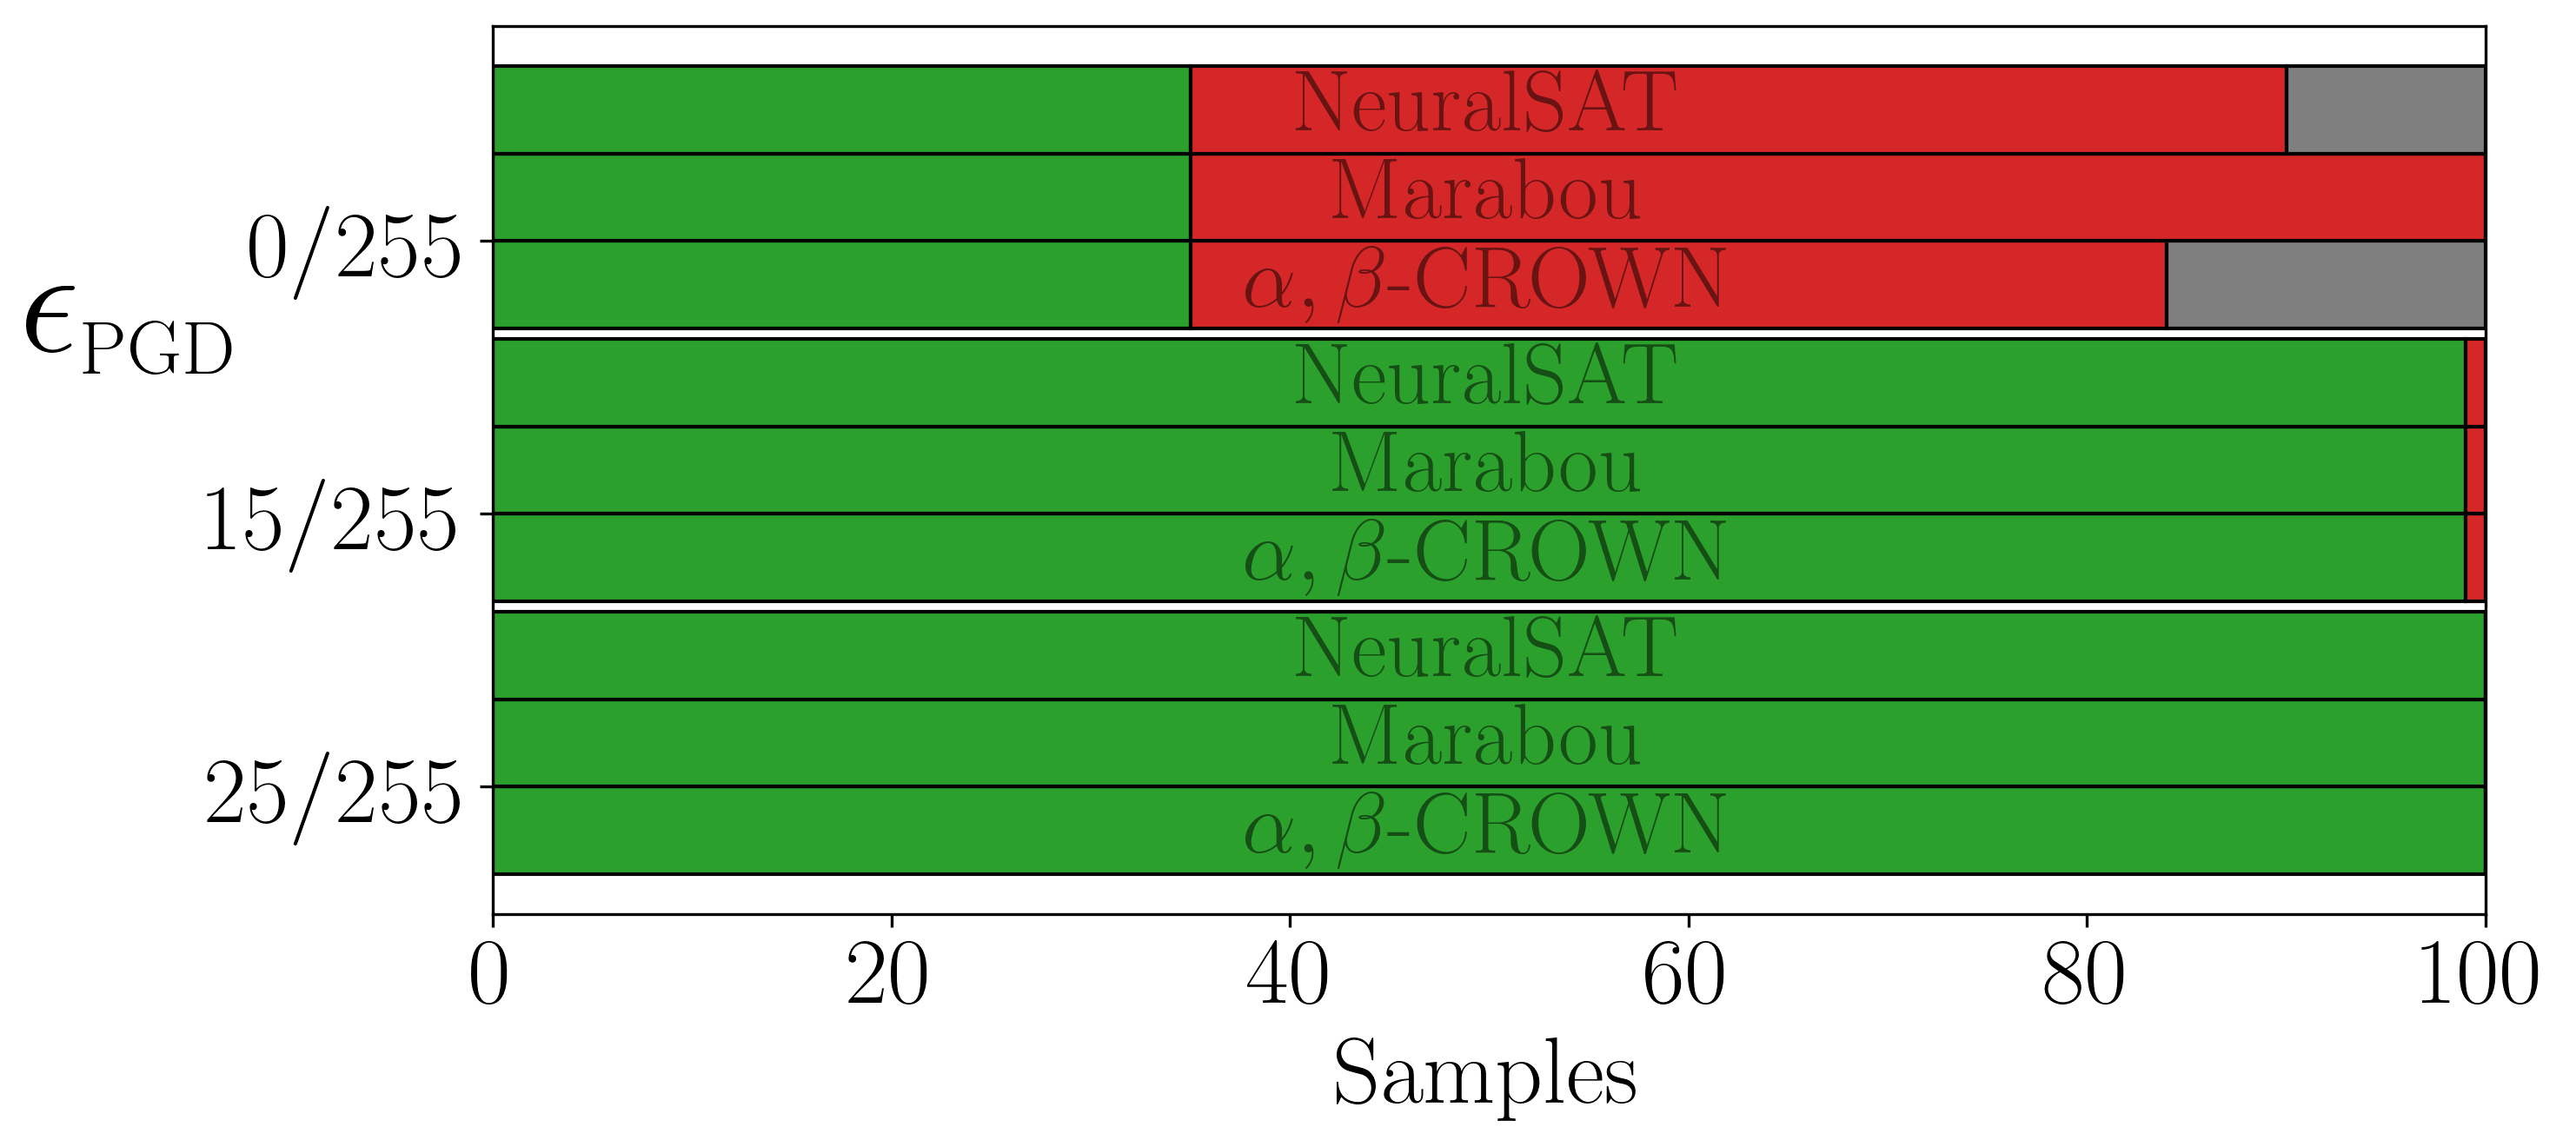 NeuralSAT
Marabou
0/255
α, β-CROWN
ϵPGD
NeuralSAT
Marabou
15/255
α, β-CROWN
NeuralSAT
Marabou
25/255
α, β-CROWN
0 20 40 60 80 100
Samples